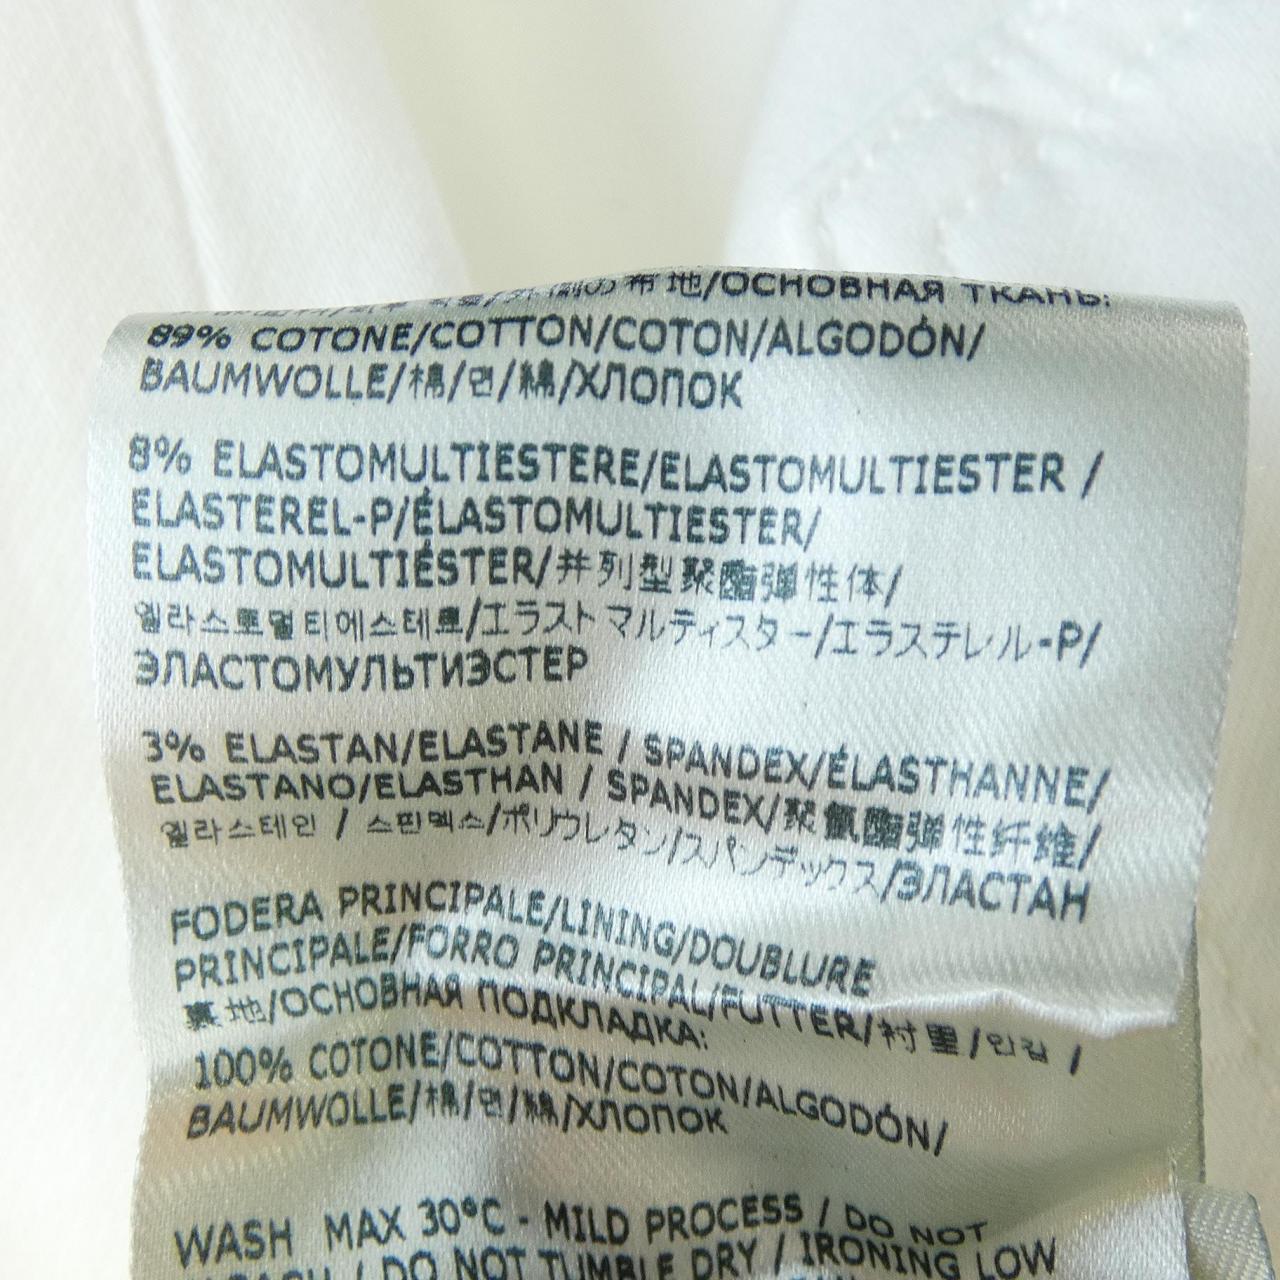 布地/ОСНОВНАЯ ТКАНЬ:
89% COTONE/COTTON/COTON/ALGODÓN/
BAUMWOLLE/棉/면/綿/ХЛОПОК
8% ELASTOMULTIESTERE/ELASTOMULTIESTER /
ELASTEREL-P/ÉLASTOMULTIESTER/
ELASTOMULTIÉSTER/并列型聚酯弹性体/
엘라스토멀티에스테르/エラストマルティスター/エラステレル-P/
ЭЛАСТОМУЛЬТИЭСТЕР
3% ELASTAN/ELASTANE / SPANDEX/ÉLASTHANNE/
ELASTANO/ELASTHAN / SPANDEX/聚氨酯弹性纤维/
엘라스테인 / 스판덱스/ポリウレタン/スパンデックス/ЭЛАСТАН
FODERA PRINCIPALE/LINING/DOUBLURE
PRINCIPALE/FORRO PRINCIPAL/FUTTER/衬里/안감 /
裏地/ОСНОВНАЯ ПОДКЛАДКА:
100% COTONE/COTTON/COTON/ALGODÓN/
BAUMWOLLE/棉/면/綿/ХЛОПОК
WASH MAX 30°C - MILD PROCESS / DO NOT
/ DO NOT TUMBLE DRY / IRONING LOW